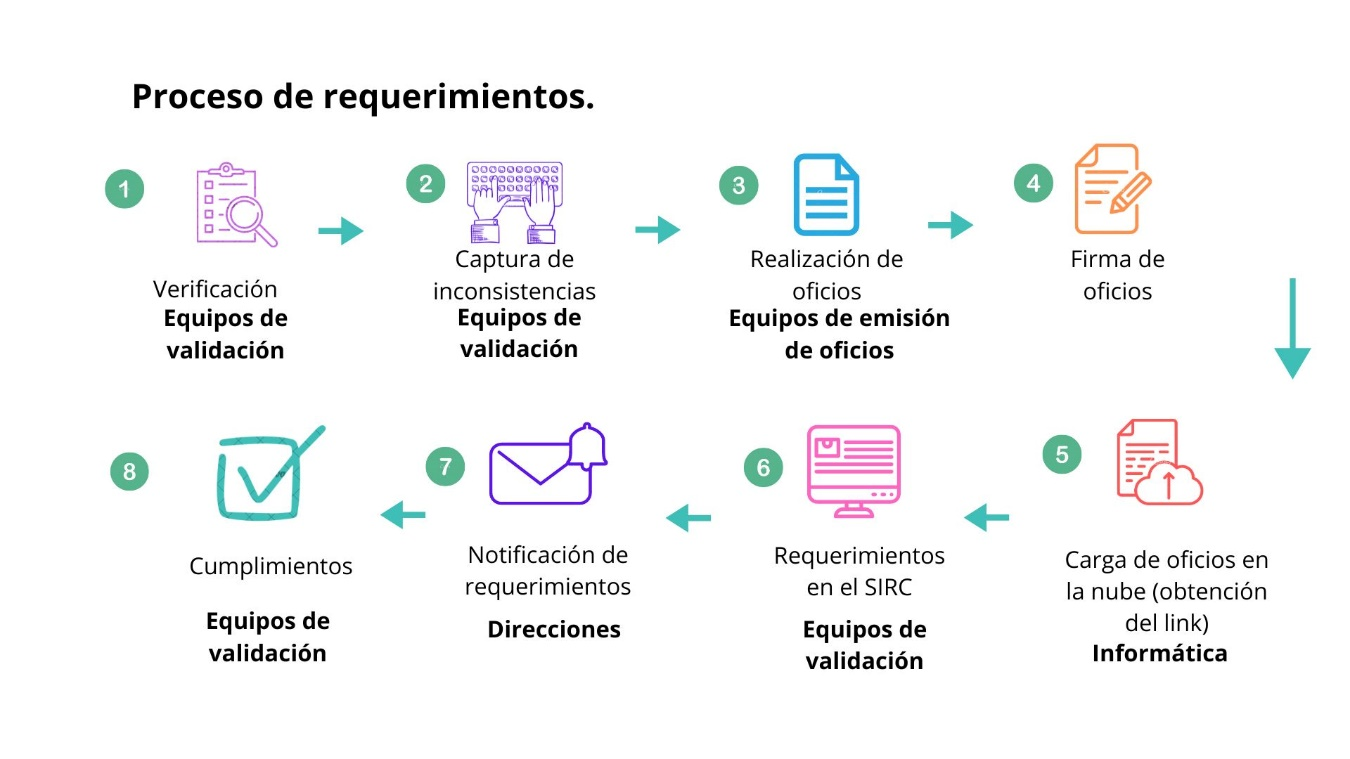 Proceso de requerimientos.
1
Verificación
Equipos de
validación
2
Captura de
inconsistencias
Equipos de
validación
3
Realización de
oficios
Equipos de emisión
de oficios
4
Firma de
oficios
5
Carga de oficios en
la nube (obtención
del link)
Informática
6
Requerimientos
en el SIRC
Equipos de
validación
7
Notificación de
requerimientos
Direcciones
8
Cumplimientos
Equipos de
validación